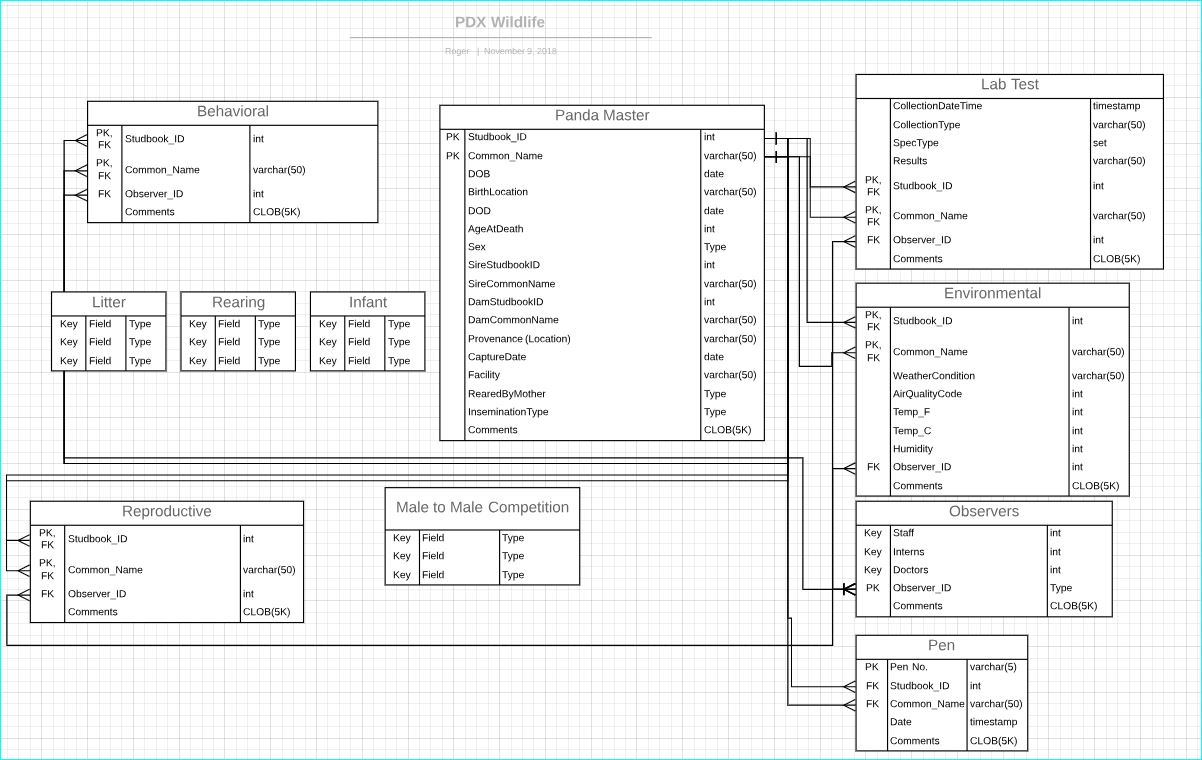 PDX Wildlife
Roger | November 9, 2018
Behavioral
PK, FK Studbook_ID int
PK, FK Common_Name varchar(50)
FK Observer_ID int
Comments CLOB(5K)
Panda Master
PK Studbook_ID int
PK Common_Name varchar(50)
DOB date
BirthLocation varchar(50)
DOD date
AgeAtDeath int
Sex Type
SireStudbookID int
SireCommonName varchar(50)
DamStudbookID int
DamCommonName varchar(50)
Provenance (Location) varchar(50)
CaptureDate date
Facility varchar(50)
RearedByMother Type
InseminationType Type
Comments CLOB(5K)
Lab Test
CollectionDateTime timestamp
CollectionType varchar(50)
SpecType set
Results varchar(50)
PK, FK Studbook_ID int
PK, FK Common_Name varchar(50)
FK Observer_ID int
Comments CLOB(5K)
Litter
Key Field Type
Key Field Type
Key Field Type
Rearing
Key Field Type
Key Field Type
Key Field Type
Infant
Key Field Type
Key Field Type
Key Field Type
Environmental
PK, FK Studbook_ID int
PK, FK Common_Name varchar(50)
WeatherCondition varchar(50)
AirQualityCode int
Temp_F int
Temp_C int
Humidity int
FK Observer_ID int
Comments CLOB(5K)
Reproductive
PK, FK Studbook_ID int
PK, FK Common_Name varchar(50)
FK Observer_ID int
Comments CLOB(5K)
Male to Male Competition
Key Field Type
Key Field Type
Key Field Type
Observers
Key Staff int
Key Interns int
Key Doctors int
PK Observer_ID Type
Comments CLOB(5K)
Pen
PK Pen No. varchar(5)
FK Studbook_ID int
FK Common_Name varchar(50)
Date timestamp
Comments CLOB(5K)